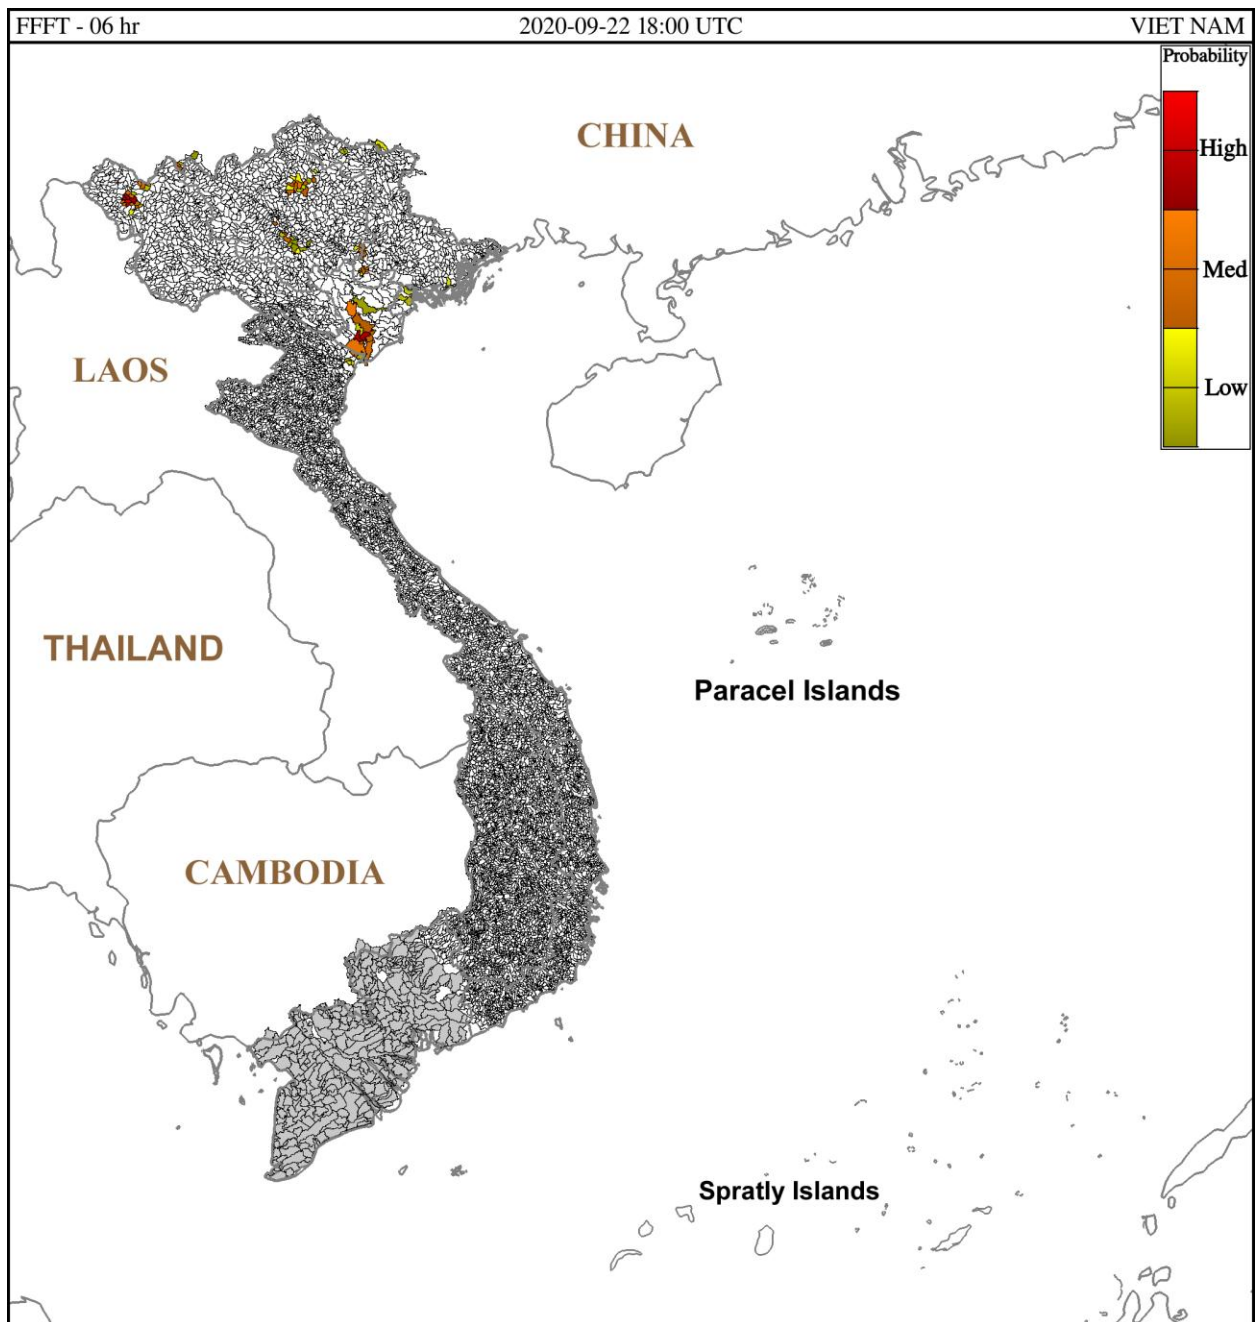 FFFT - 06 hr 2020-09-22 18:00 UTC VIET NAM
Probability
CHINA
High
Med
LAOS
Low
THAILAND
Paracel Islands
CAMBODIA
Spratly Islands